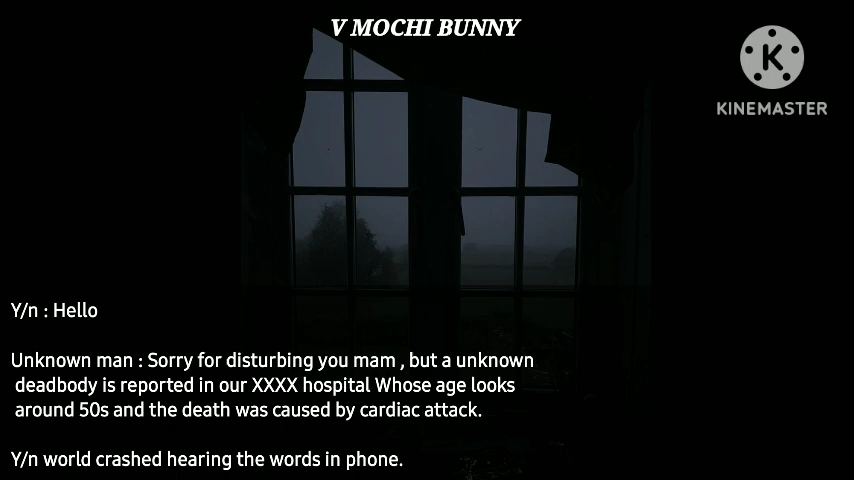 V MOCHI BUNNY
K
KINEMASTER
Y/n : Hello
Unknown man : Sorry for disturbing you mam , but a unknown
deadbody is reported in our XXXX hospital Whose age looks
around 50s and the death was caused by cardiac attack.
Y/n world crashed hearing the words in phone.